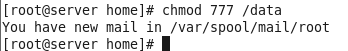 [root@server home]# chmod 777 /data
You have new mail in /var/spool/mail/root
[root@server home]#